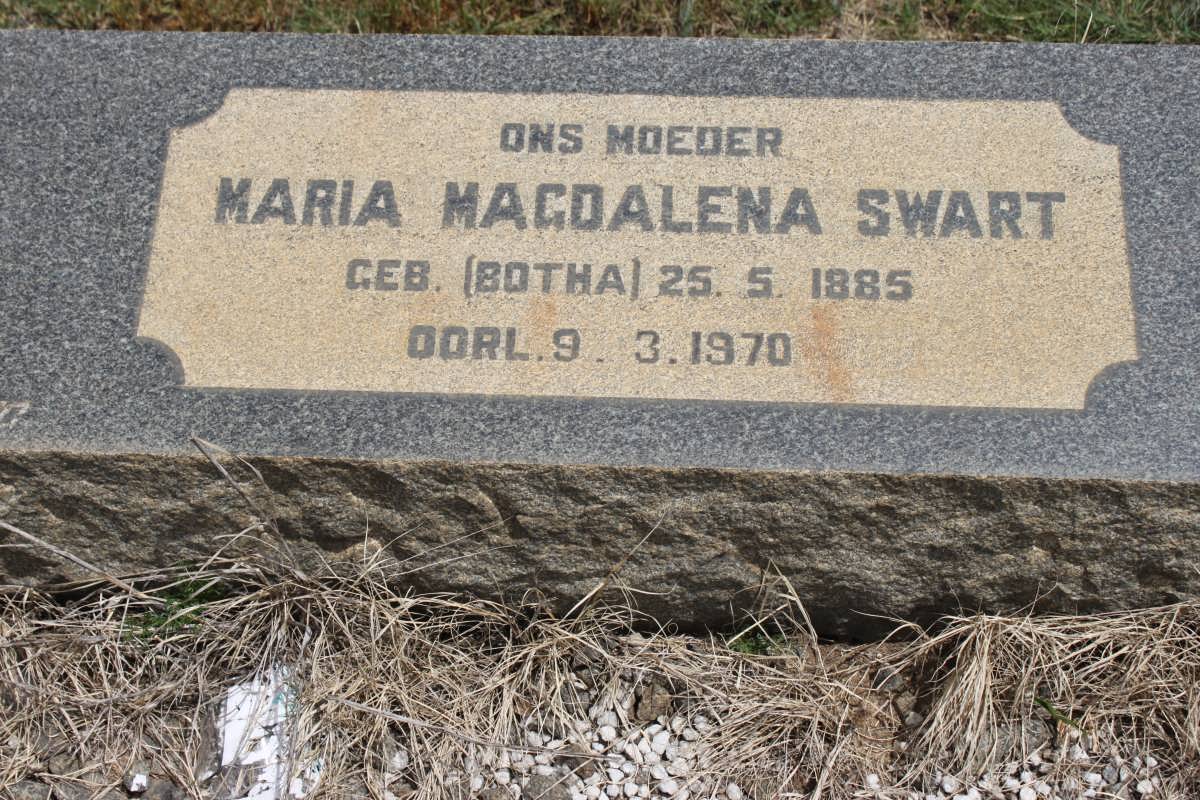 ONS MOEDER
MARIA MAGDALENA SWART
GEB. (BOTHA) 25. 5. 1885
OORL. 9. 3. 1970